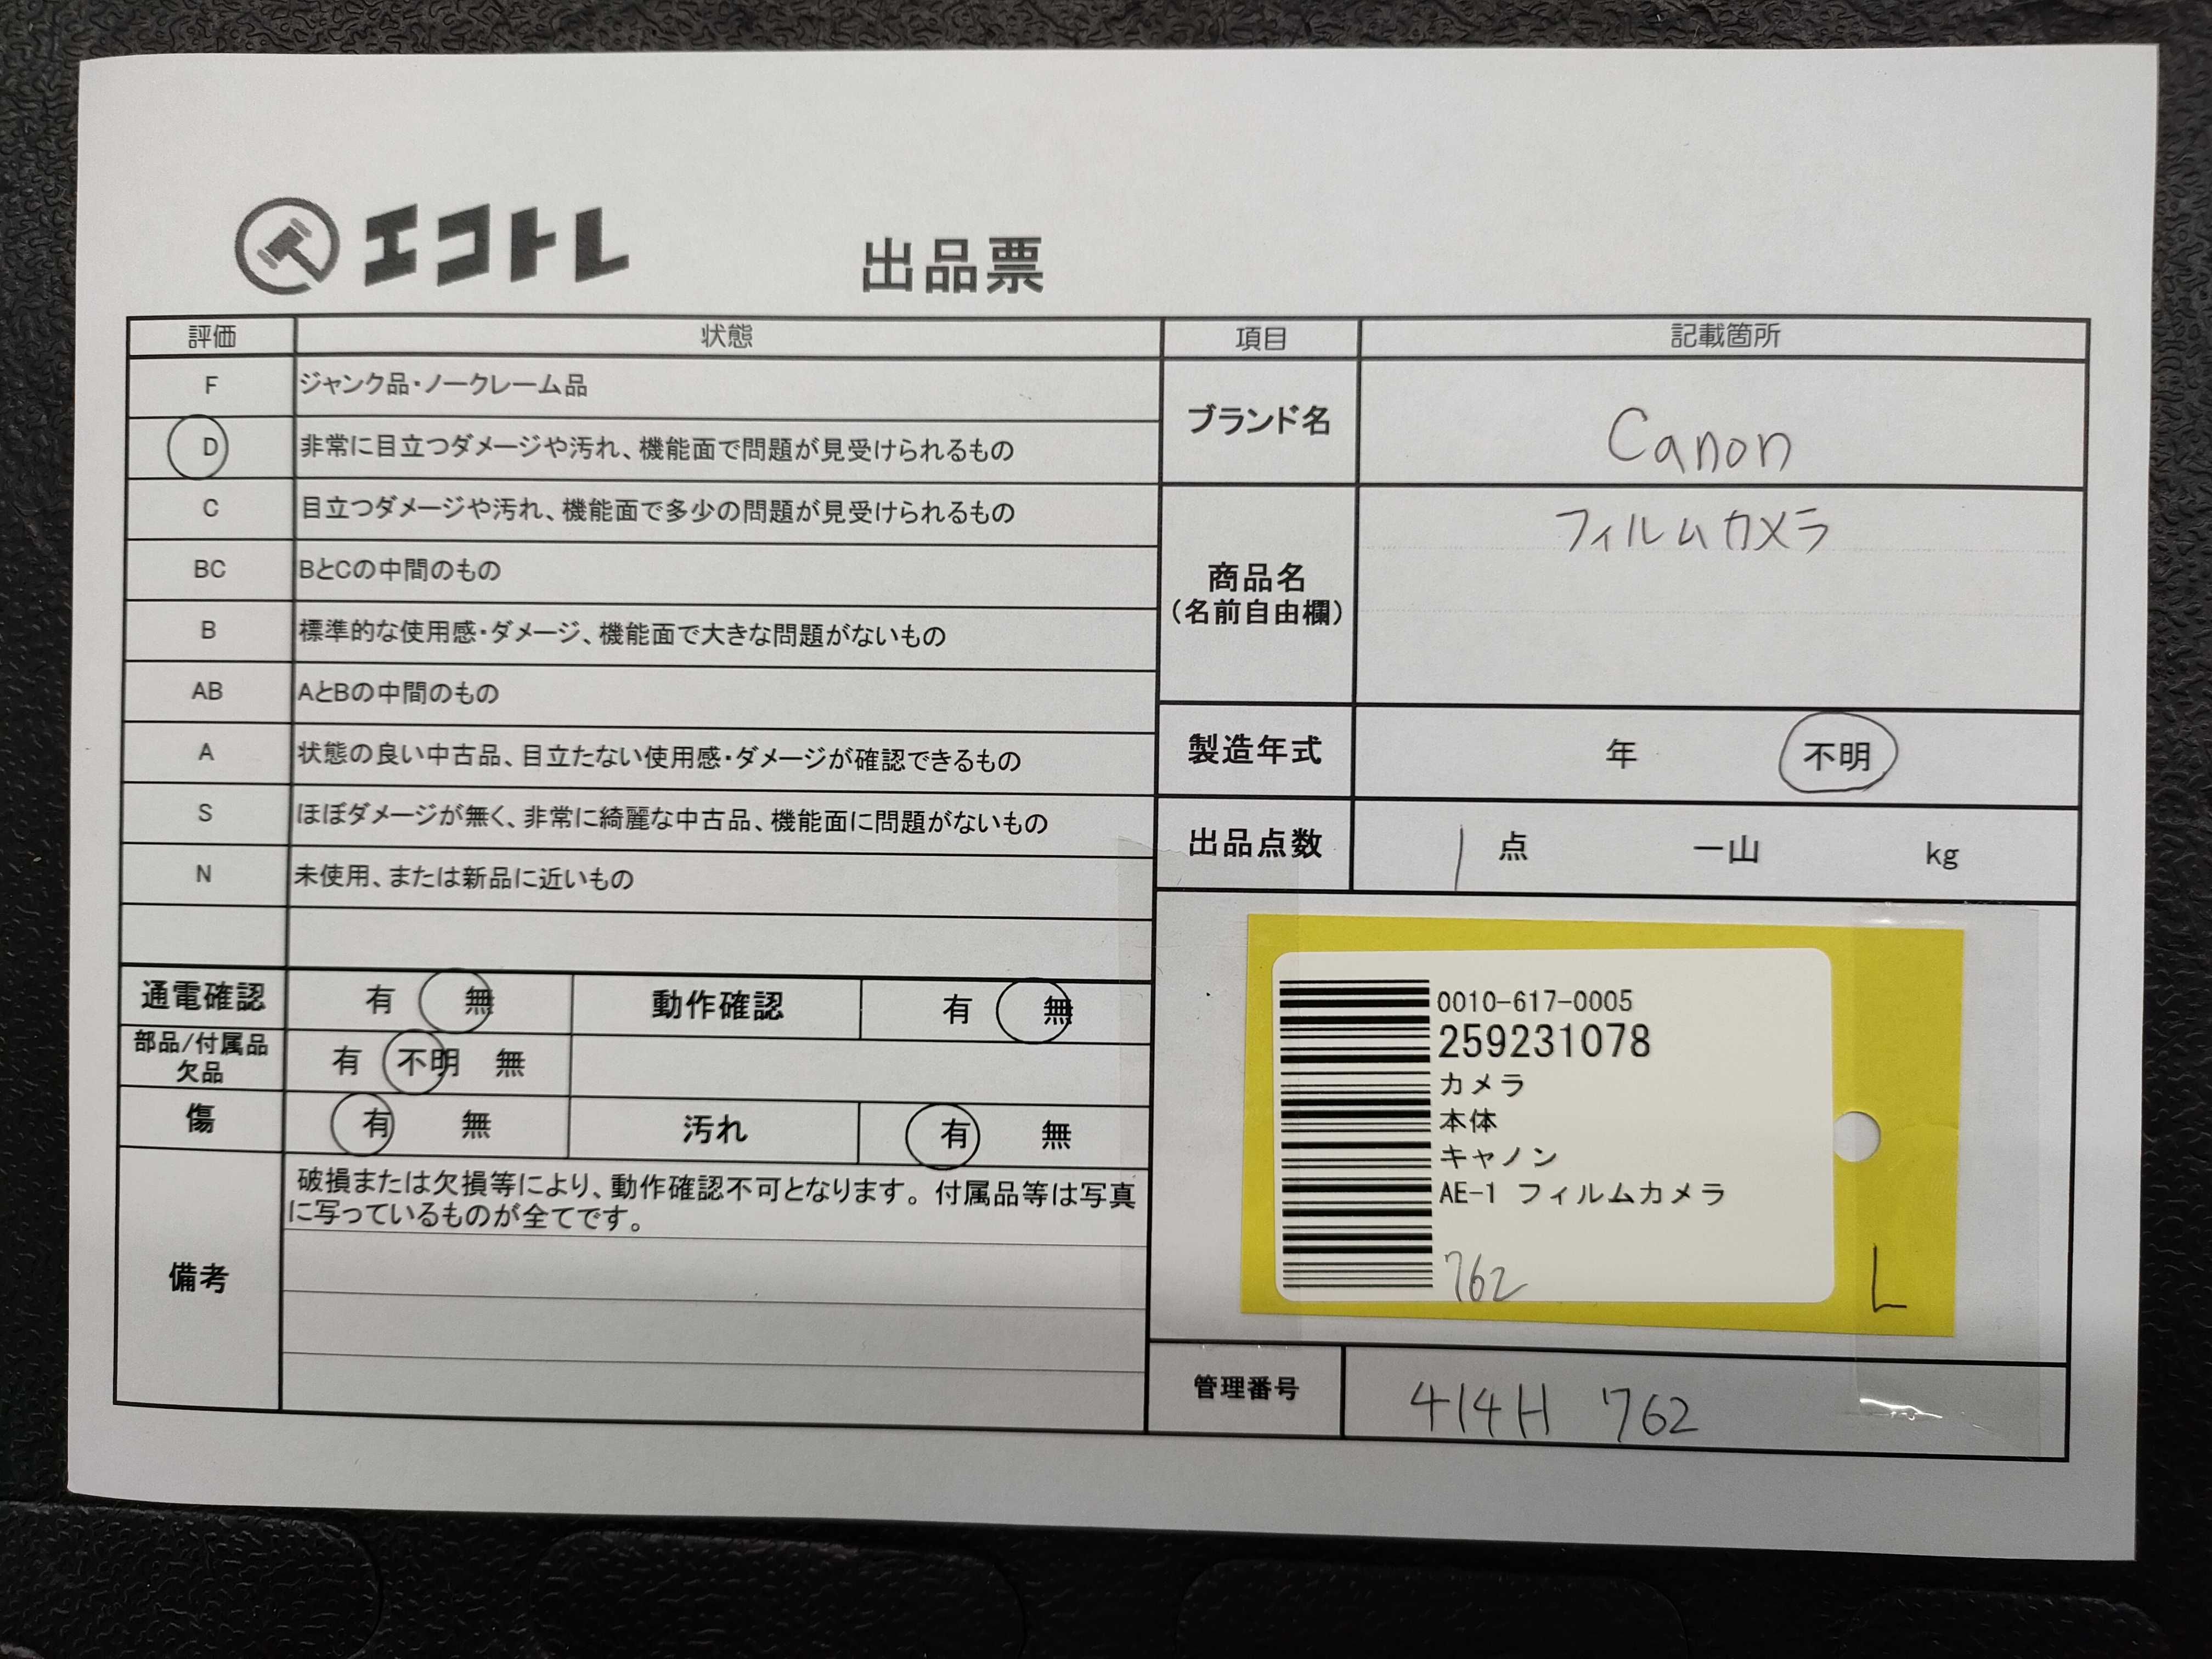 エコトレ
出品票
評価 状態
F ジャンク品・ノークレーム品
D 非常に目立つダメージや汚れ、機能面で問題が見受けられるもの
C 目立つダメージや汚れ、機能面で多少の問題が見受けられるもの
BC BとCの中間のもの
B 標準的な使用感・ダメージ、機能面で大きな問題がないもの
AB AとBの中間のもの
A 状態の良い中古品、目立たない使用感・ダメージが確認できるもの
S ほぼダメージが無く、非常に綺麗な中古品、機能面に問題がないもの
N 未使用、または新品に近いもの
通電確認 有 無 動作確認 有 無
部品/付属品
欠品
有 不明 無
傷 有 無 汚れ 有 無
備考
破損または欠損等により、動作確認不可となります。付属品等は写真
に写っているものが全てです。
項目 記載箇所
ブランド名 Canon
商品名
(名前自由欄)
フィルムカメラ
製造年式 年 不明
出品点数 1 点 一山 kg
0010-617-0005
259231078
カメラ
本体
キャノン
AE-1 フィルムカメラ
762
L
管理番号 414H 762